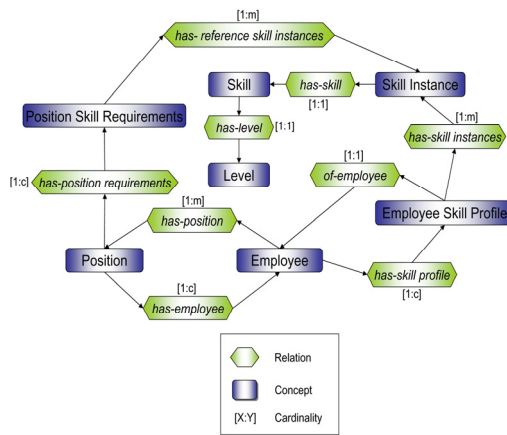 [1:m]
has- reference skill instances
Skill
has-skill
Skill Instance
[1:1]
[1:m]
Position Skill Requirements
has-level
[1:1]
has-skill instances
[1:1]
Level
of-employee
[1:c]
has-position requirements
[1:m]
has-position
Employee Skill Profile
Position
Employee
has-skill profile
[1:c]
[1:c]
has-employee
Relation
Concept
[X:Y]
Cardinality